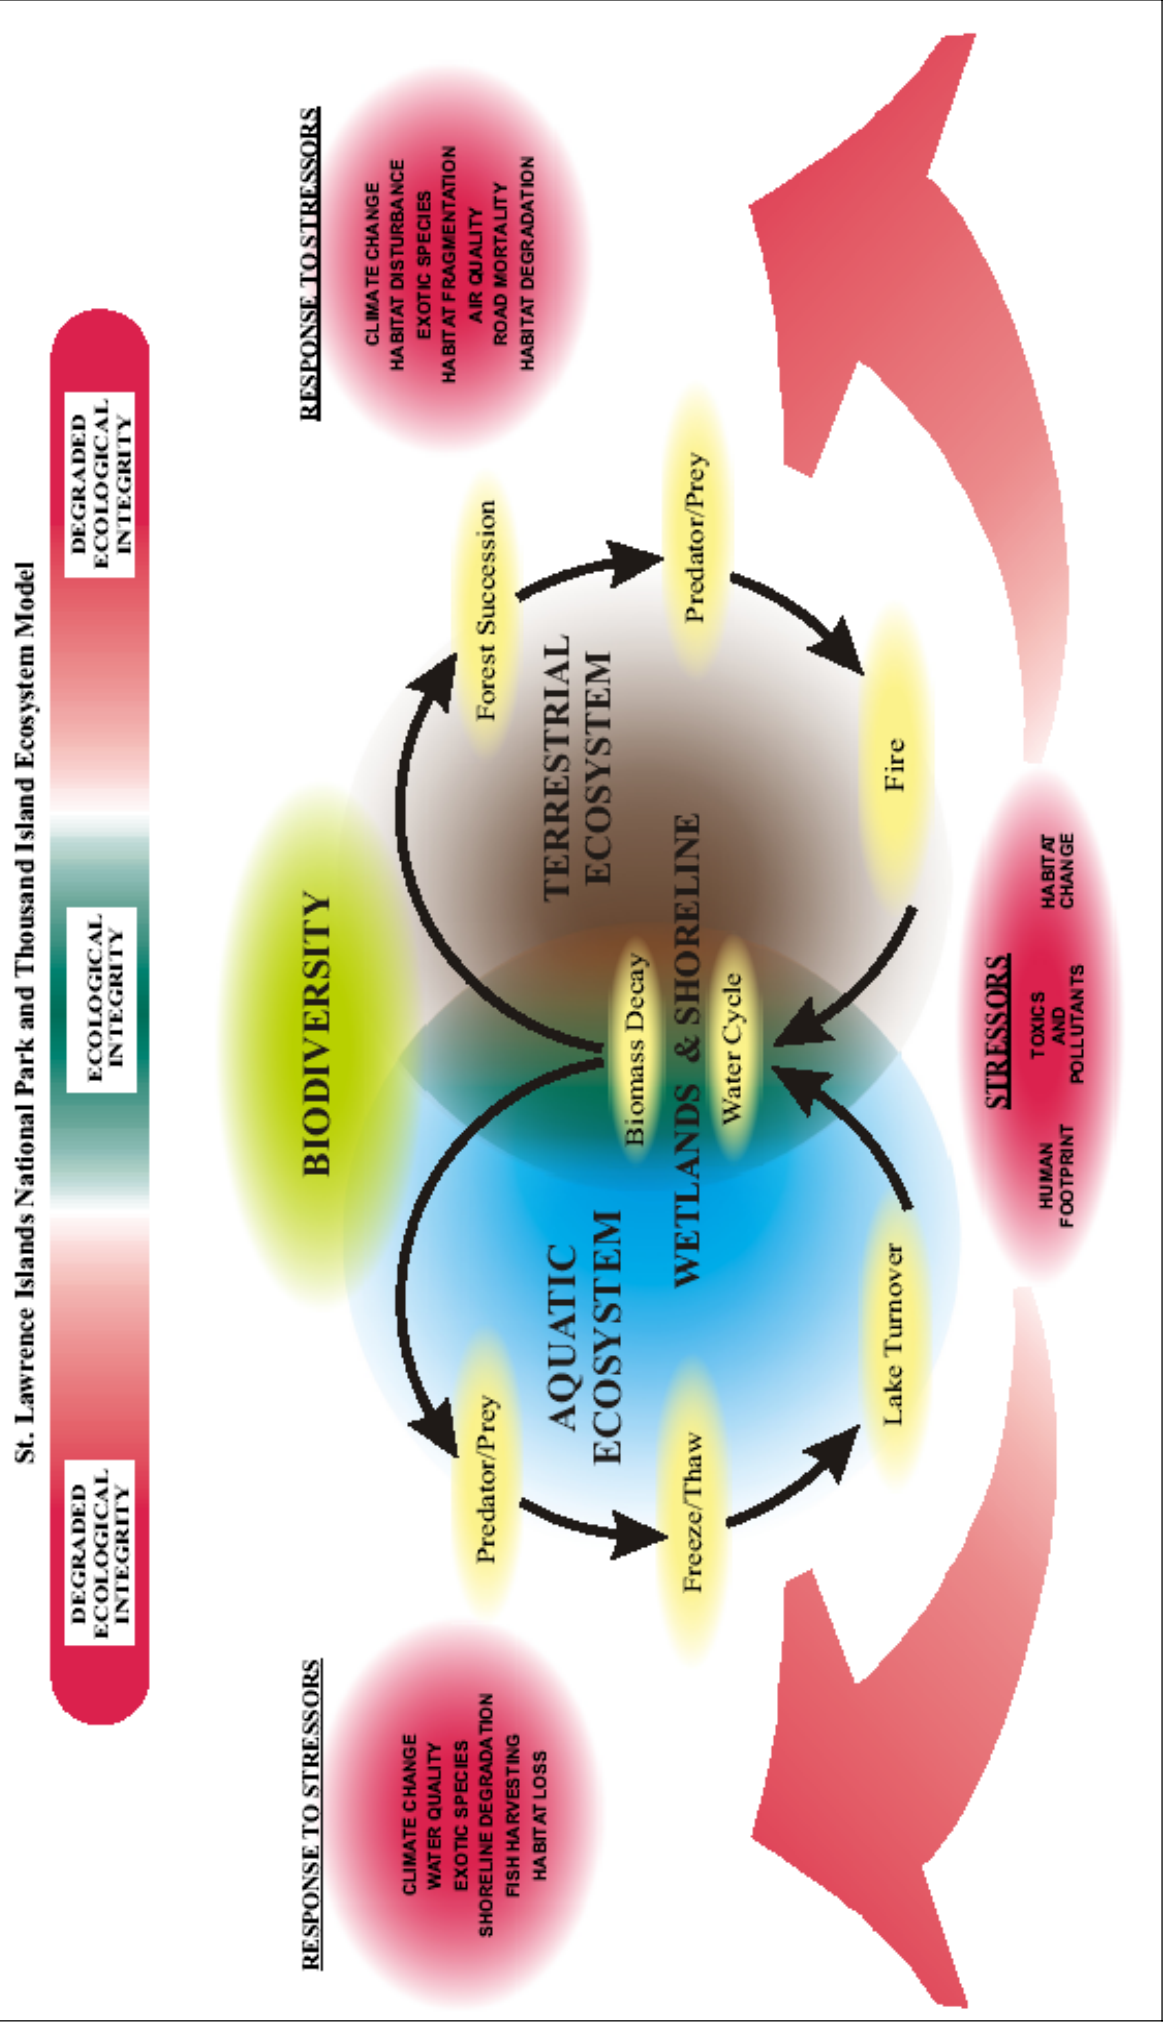 St. Lawrence Islands National Park and Thousand Island Ecosystem Model
DEGRADED
ECOLOGICAL
INTEGRITY
ECOLOGICAL
INTEGRITY
DEGRADED
ECOLOGICAL
INTEGRITY
RESPONSE TO STRESSORS
CLIMATE CHANGE
WATER QUALITY
EXOTIC SPECIES
SHORELINE DEGRADATION
FISH HARVESTING
HABITAT LOSS
BIODIVERSITY
RESPONSE TO STRESSORS
CLIMATE CHANGE
HABITAT DISTURBANCE
EXOTIC SPECIES
HABITAT FRAGMENTATION
AIR QUALITY
ROAD MORTALITY
HABITAT DEGRADATION
Predator/Prey
Forest Succession
AQUATIC
ECOSYSTEM
TERRESTRIAL
ECOSYSTEM
Biomass Decay
WETLANDS & SHORELINE
Water Cycle
Freeze/Thaw
Predator/Prey
Lake Turnover
Fire
STRESSORS
HUMAN
FOOTPRINT
TOXICS
AND
POLLUTANTS
HABITAT
CHANGE